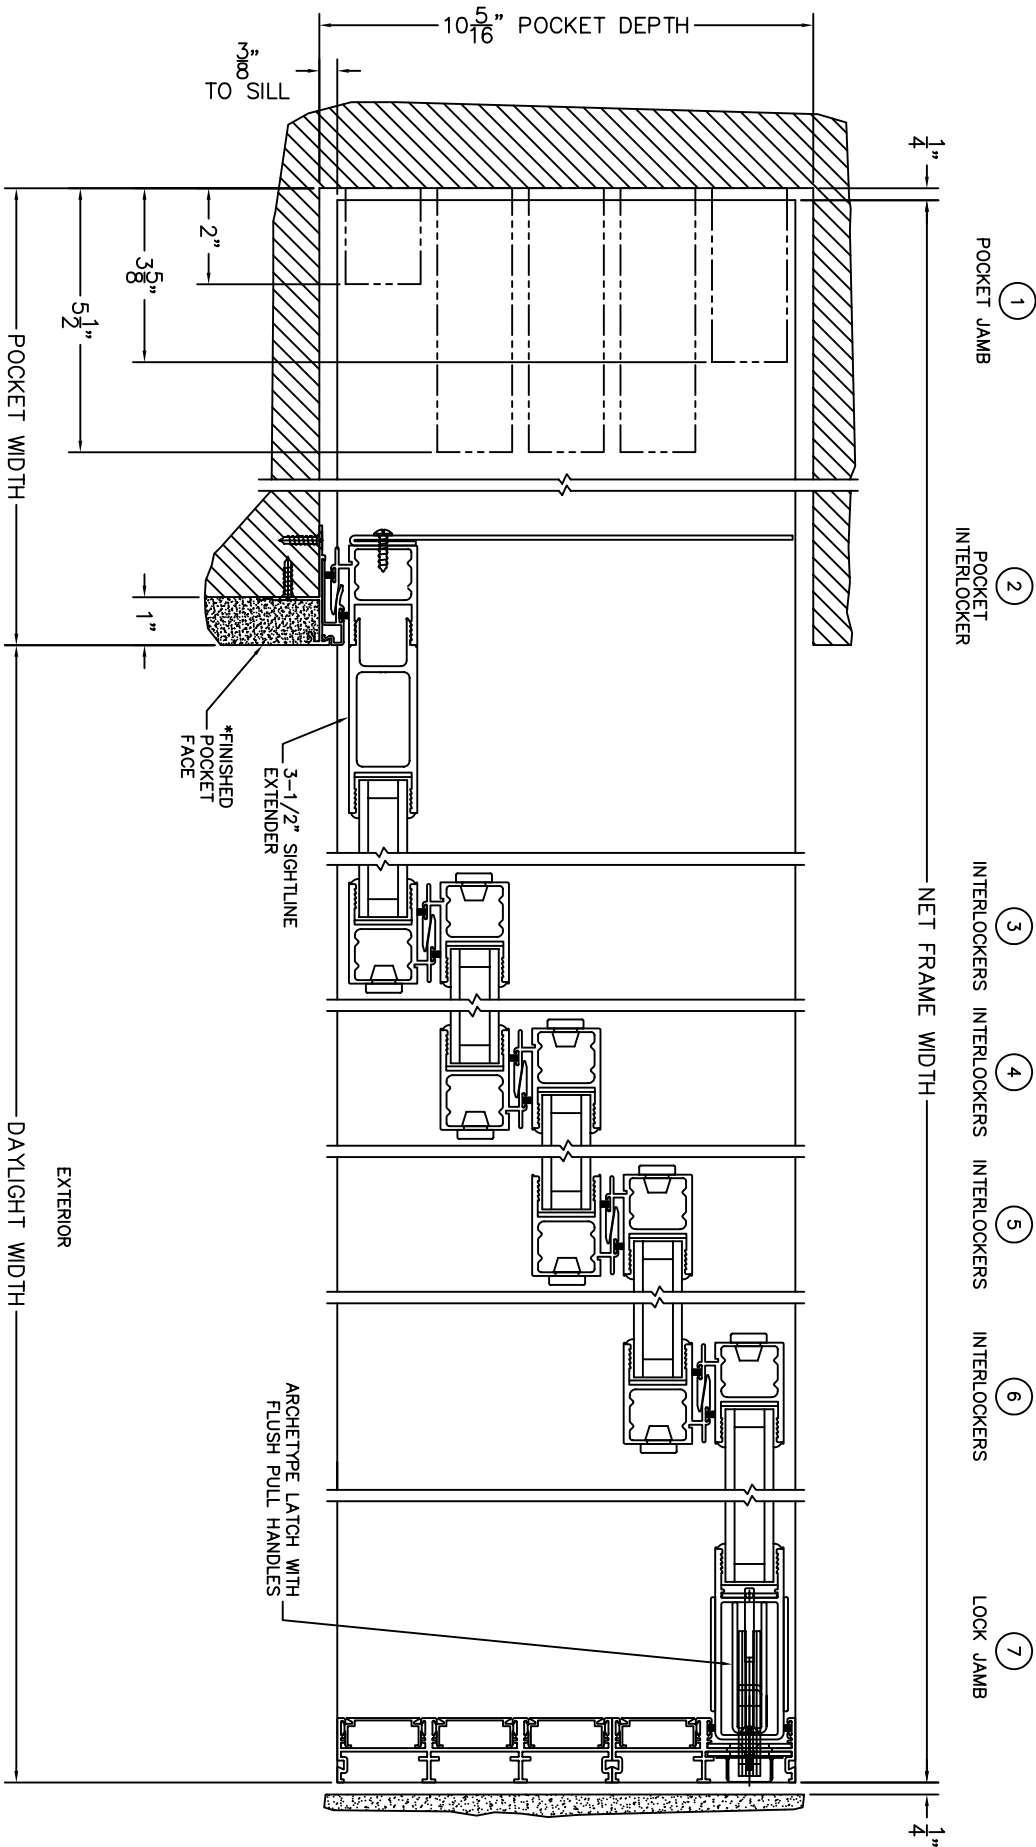 10 5/16" POCKET DEPTH
3/8"
TO SILL
1/4"
1
POCKET JAMB
2
POCKET
INTERLOCKER
3
INTERLOCKERS
4
INTERLOCKERS
5
INTERLOCKERS
6
INTERLOCKERS
7
LOCK JAMB
NET FRAME WIDTH
1/4"
2"
3 5/8"
5 1/2"
1"
*FINISHED
POCKET
FACE
3-1/2" SIGHTLINE
EXTENDER
ARCHETYPE LATCH WITH
FLUSH PULL HANDLES
EXTERIOR
POCKET WIDTH
DAYLIGHT WIDTH